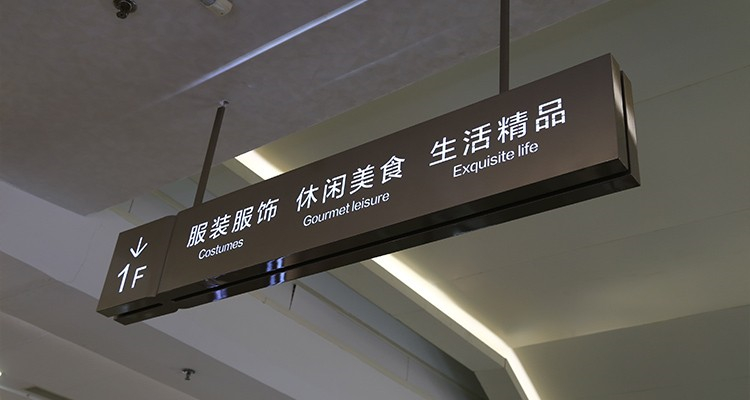 ↓
1F
服装服饰
Costumes
休闲美食
Gourmet leisure
生活精品
Exquisite life